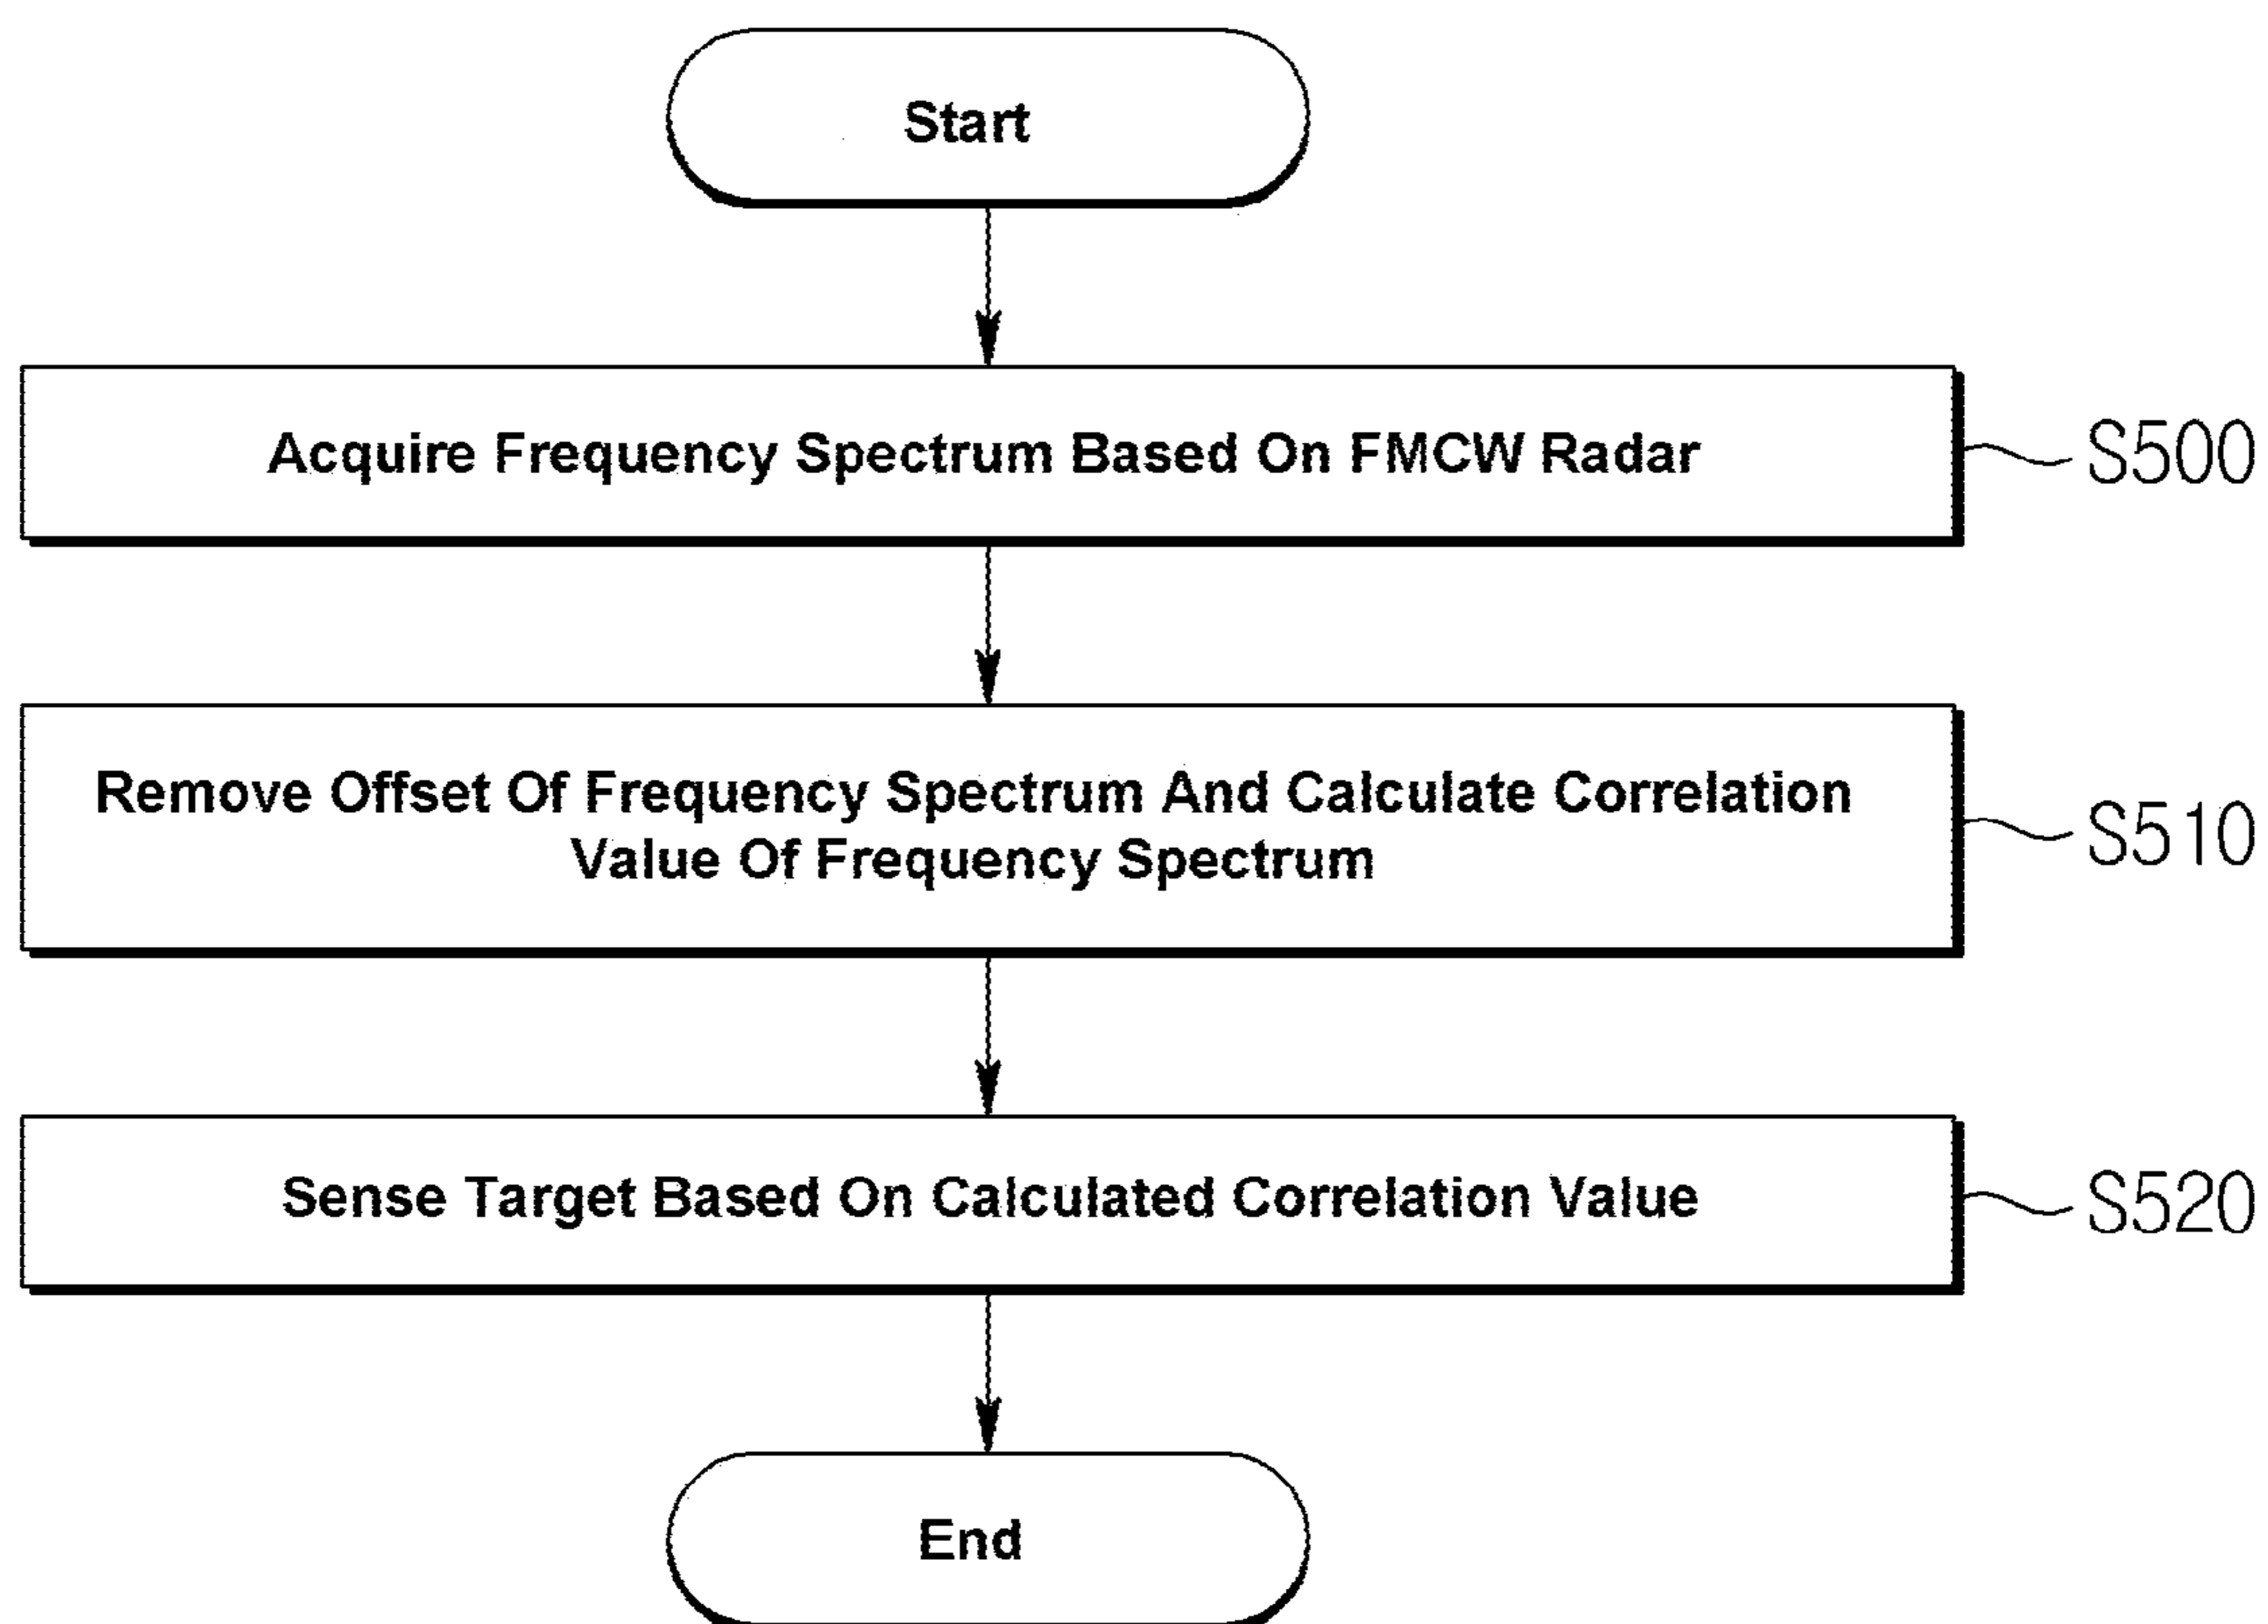 Start
Acquire Frequency Spectrum Based On FMCW Radar
S500
Remove Offset Of Frequency Spectrum And Calculate Correlation
Value Of Frequency Spectrum
S510
Sense Target Based On Calculated Correlation Value
S520
End